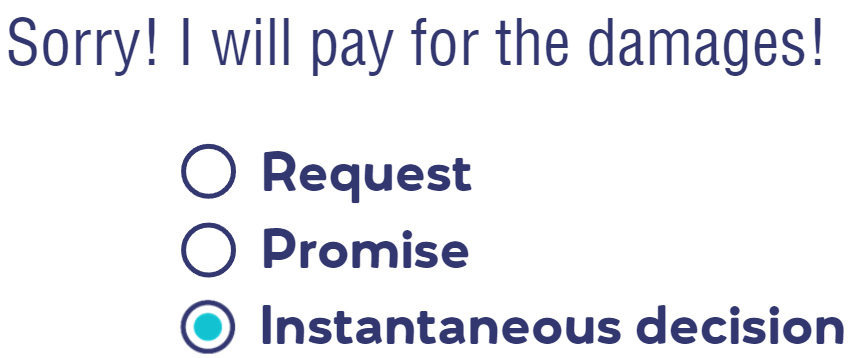 Sorry! I will pay for the damages!
Request
Promise
Instantaneous decision